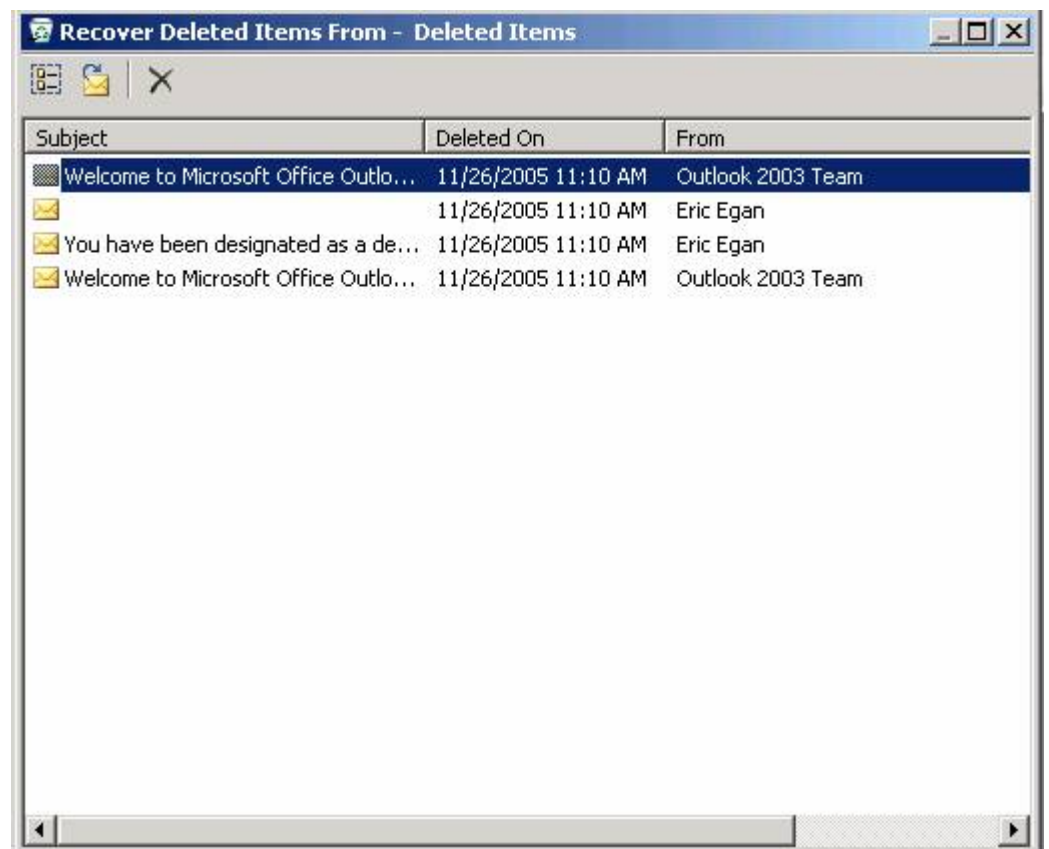 Recover Deleted Items From - Deleted Items
Subject Deleted On From
Welcome to Microsoft Office Outlo... 11/26/2005 11:10 AM Outlook 2003 Team
11/26/2005 11:10 AM Eric Egan
You have been designated as a de... 11/26/2005 11:10 AM Eric Egan
Welcome to Microsoft Office Outlo... 11/26/2005 11:10 AM Outlook 2003 Team